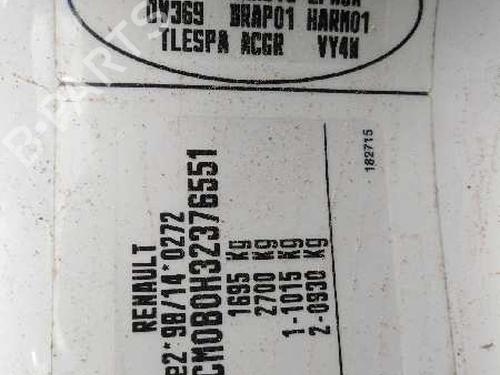 DV369 DRAP01 HARM01
TLESPA ACGR VY4N
182715
RENAULT
e2*98/14*0272
CM0B0H32376551
1695 Kg
2700 Kg
1-1015 Kg
2-0930 Kg
B-PARTS